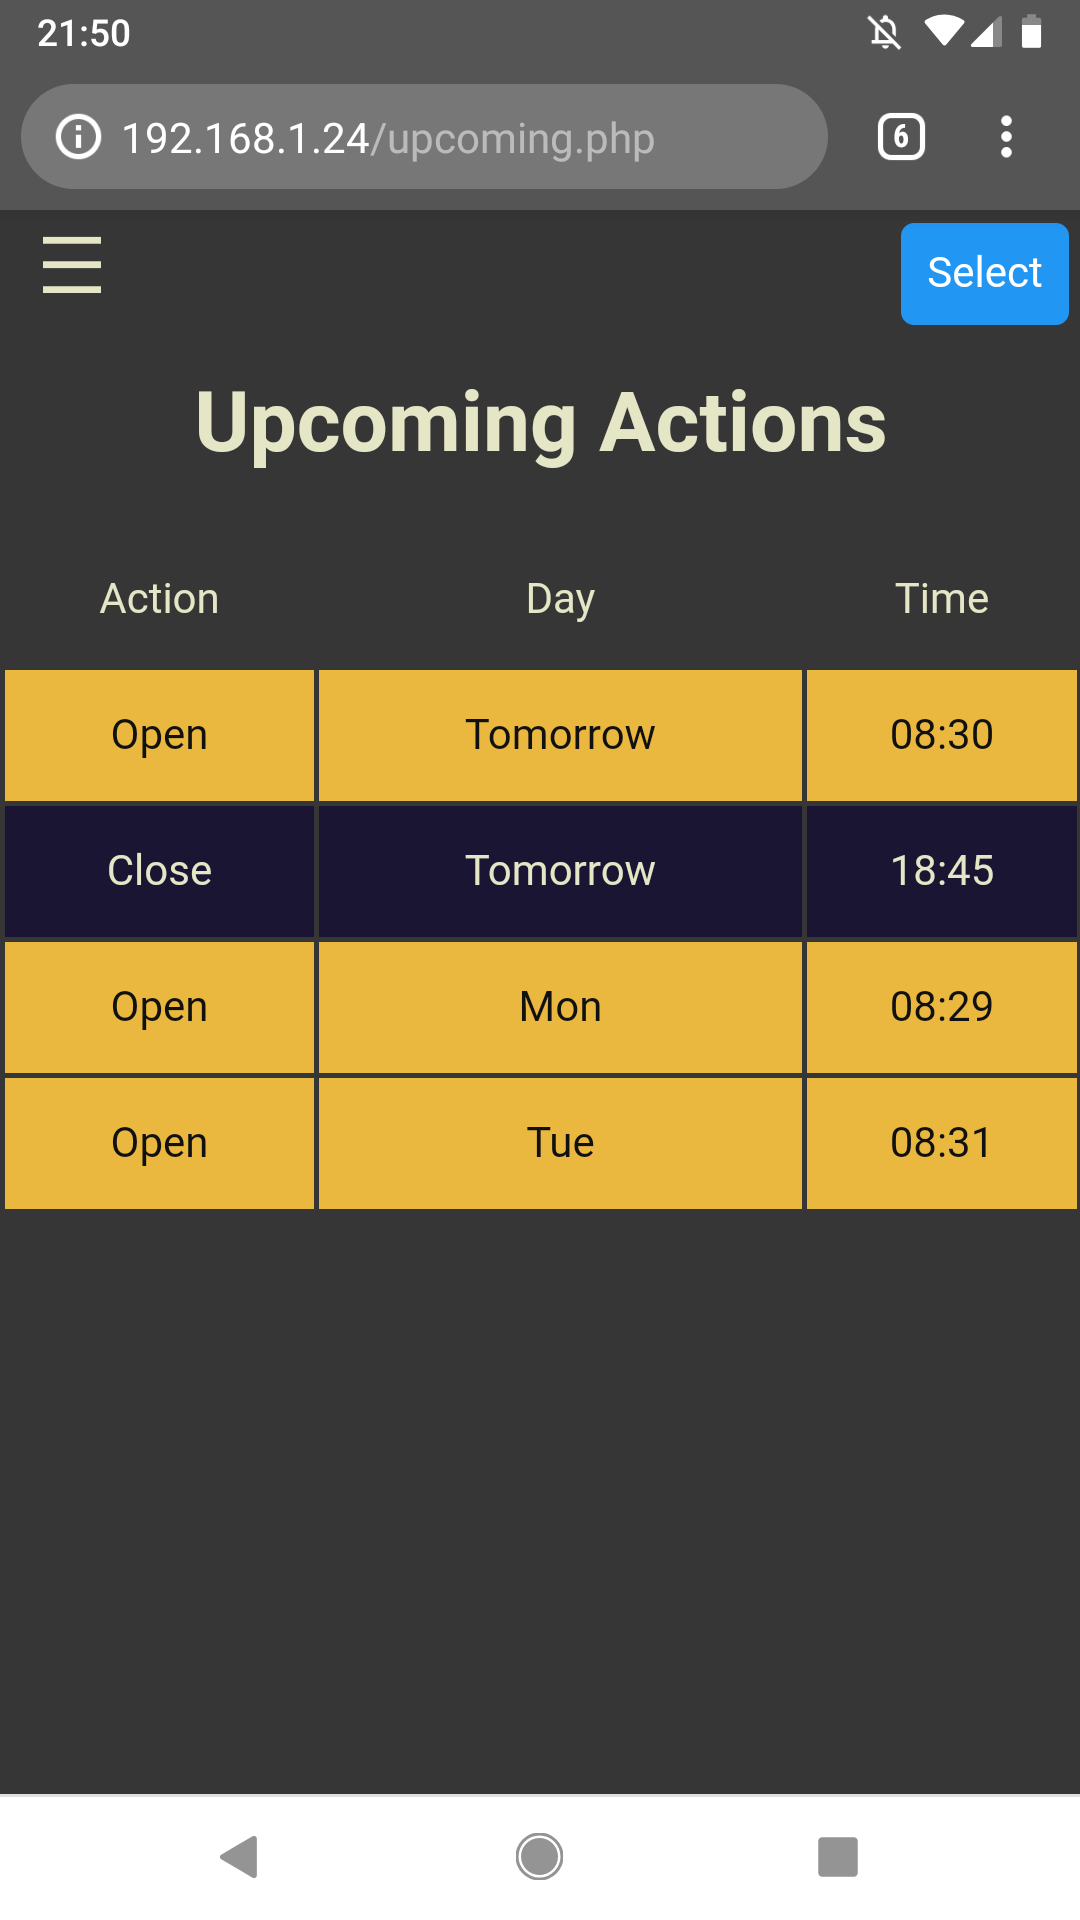 21:50
192.168.1.24/upcoming.php
6
Select
Upcoming Actions
Action Day Time
Open Tomorrow 08:30
Close Tomorrow 18:45
Open Mon 08:29
Open Tue 08:31